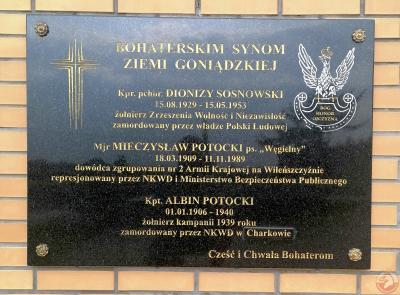 BOHATERSKIM SYNOM
ZIEMI GONIĄDZKIEJ
Kpr. pchor. DIONIZY SOSNOWSKI
15.08.1929 - 15.05.1953
żołnierz Zrzeszenia Wolność i Niezawisłość
zamordowany przez władze Polski Ludowej
BÓG
HONOR
OJCZYZNA
Mjr MIECZYSŁAW POTOCKI ps. „Węgielny"
18.03.1909 - 11.11.1989
dowódca zgrupowania nr 2 Armii Krajowej na Wileńszczyźnie
represjonowany przez NKWD i Ministerstwo Bezpieczeństwa Publicznego
Kpt. ALBIN POTOCKI
01.01.1906 - 1940
żołnierz kampanii 1939 roku
zamordowany przez NKWD w Charkowie
Cześć i Chwała Bohaterom